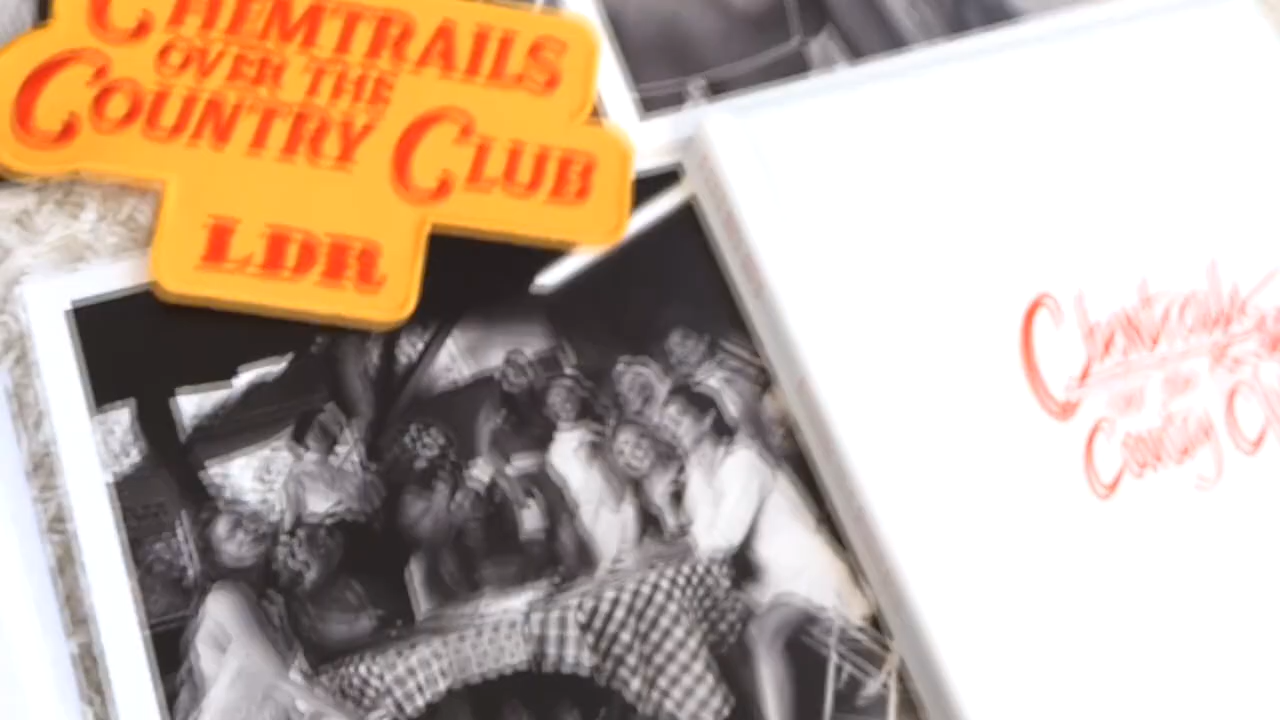 CHEMTRAILS
OVER THE
COUNTRY CLUB
LDR
Chemtrails
Country